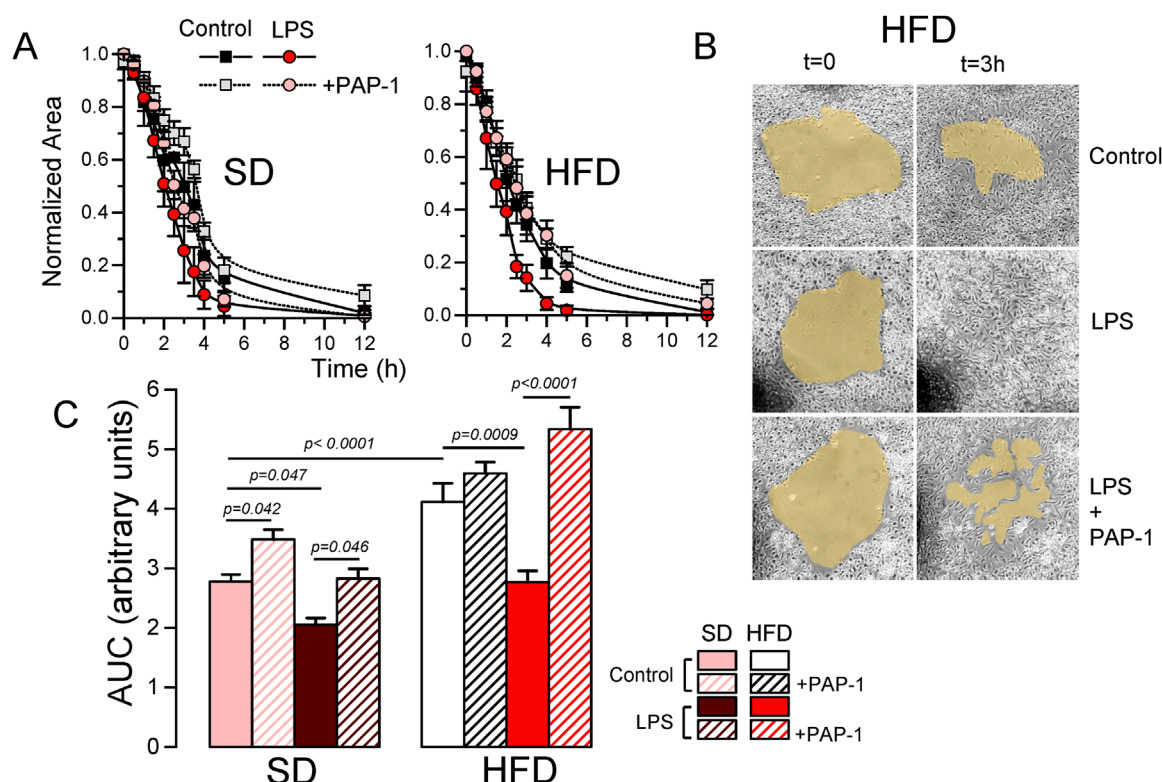 A
Control LPS
+PAP-1
SD
HFD
Normalized Area
1.0
0.8
0.6
0.4
0.2
0.0
0 2 4 6 8 10 12
1.0
0.8
0.6
0.4
0.2
0.0
0 2 4 6 8 10 12
Time (h)
B
HFD
t=0 t=3h
Control
LPS
LPS
+
PAP-1
C
AUC (arbitrary units)
6
5
4
3
2
1
0
p<0.0001
p< 0.0001
p=0.0009
p=0.047
p=0.042
p=0.046
SD HFD
SD HFD
Control
+PAP-1
LPS
+PAP-1